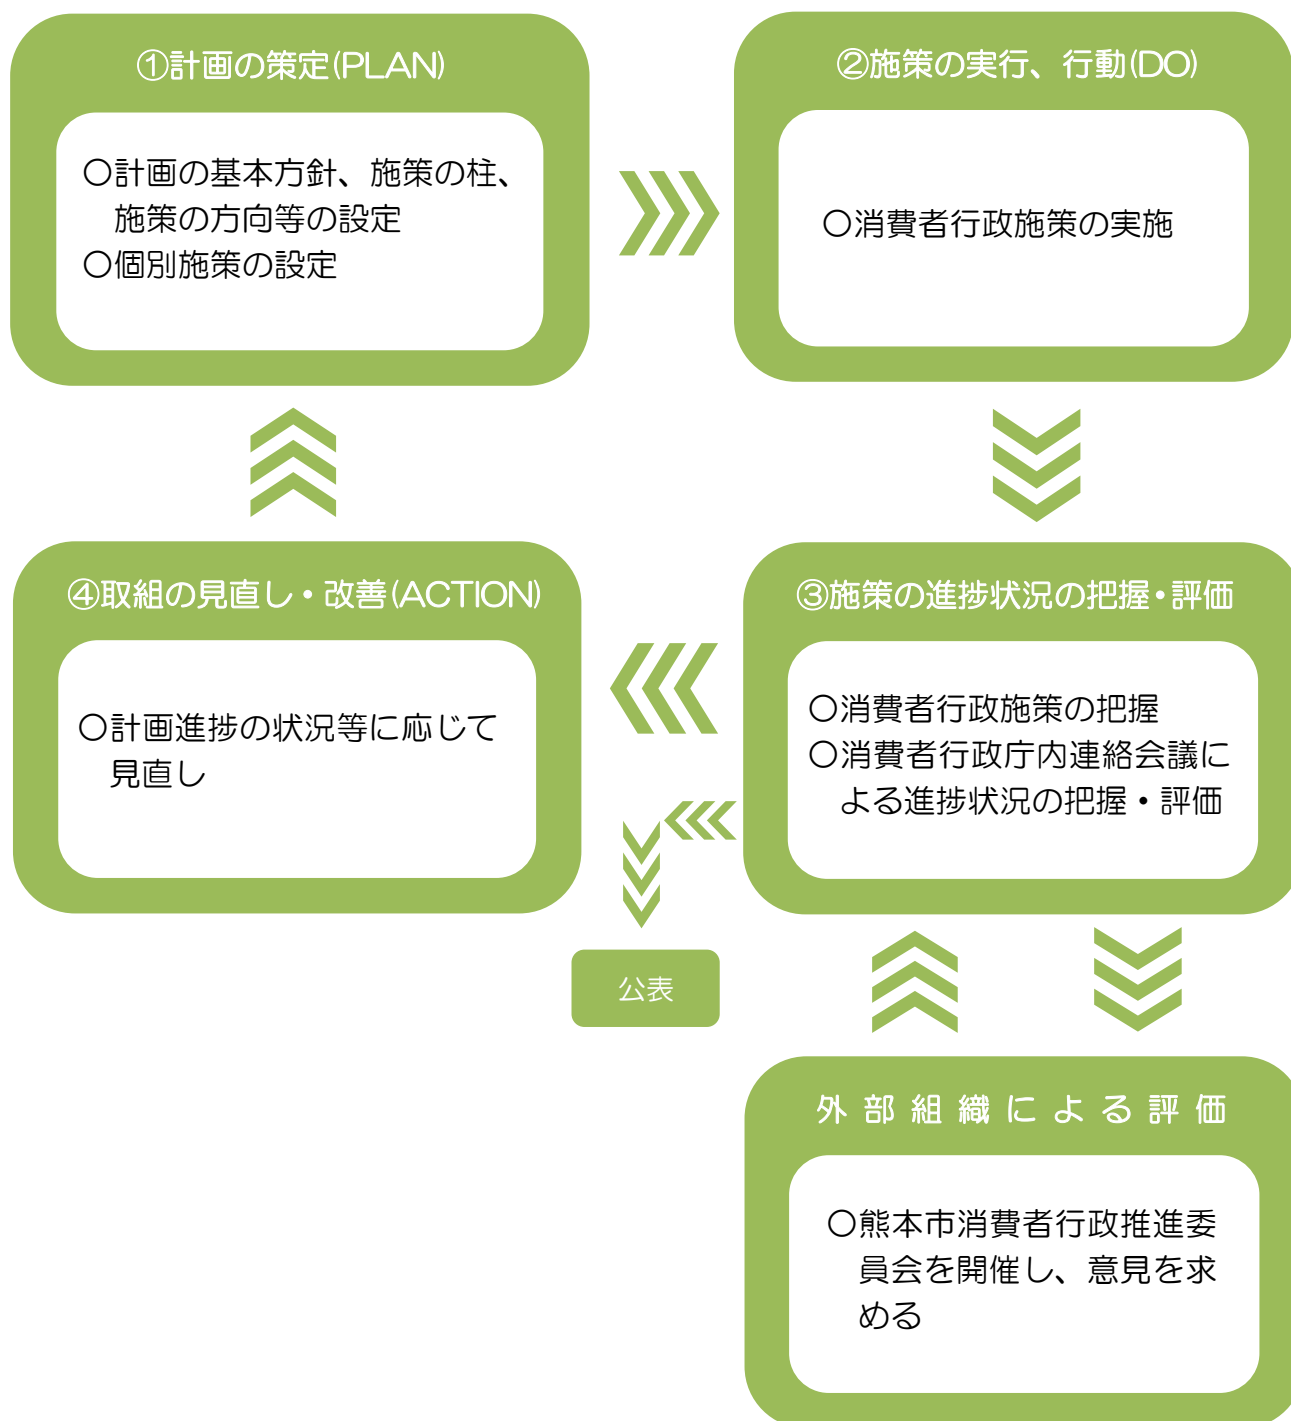 ①計画の策定(PLAN)
〇計画の基本方針、施策の柱、
施策の方向等の設定
〇個別施策の設定
②施策の実行、行動(DO)
〇消費者行政施策の実施
③施策の進捗状況の把握・評価
〇消費者行政施策の把握
〇消費者行政庁内連絡会議に
よる進捗状況の把握・評価
④取組の見直し・改善(ACTION)
〇計画進捗の状況等に応じて
見直し
公表
外部組織による評価
〇熊本市消費者行政推進委
員会を開催し、意見を求
める